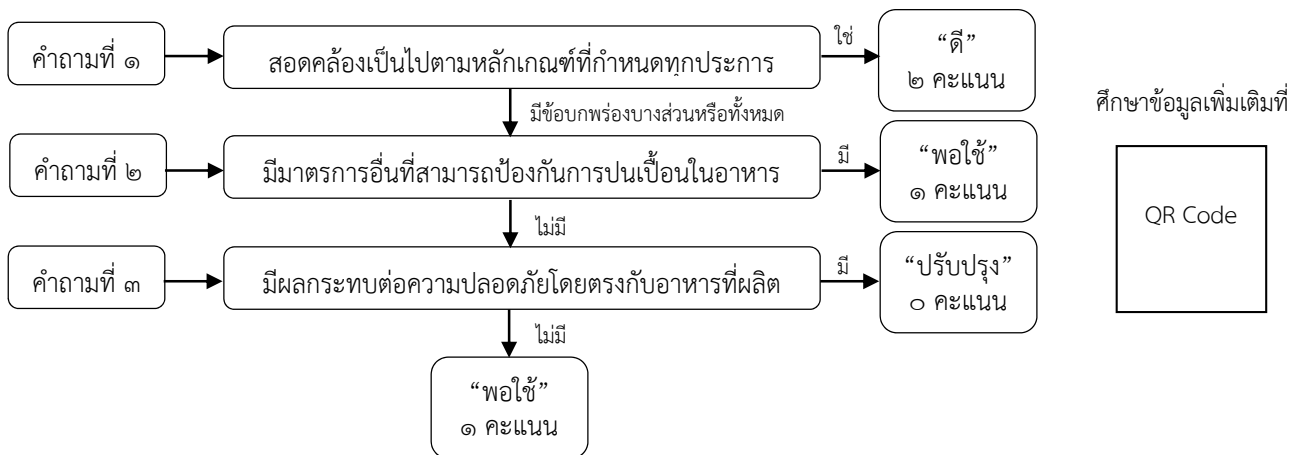 คำถามที่ ๑
สอดคล้องเป็นไปตามหลักเกณฑ์ที่กำหนดทุกประการ
ใช่
“ดี”
๒ คะแนน
มีข้อบกพร่องบางส่วนหรือทั้งหมด
ศึกษาข้อมูลเพิ่มเติมที่
คำถามที่ ๒
มีมาตรการอื่นที่สามารถป้องกันการปนเปื้อนในอาหาร
มี
“พอใช้”
๑ คะแนน
QR Code
ไม่มี
คำถามที่ ๓
มีผลกระทบต่อความปลอดภัยโดยตรงกับอาหารที่ผลิต
มี
“ปรับปรุง”
๐ คะแนน
ไม่มี
“พอใช้”
๑ คะแนน